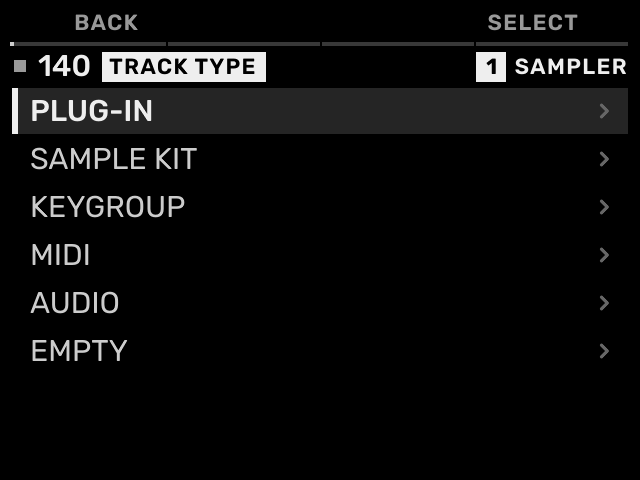 BACK SELECT
140 TRACK TYPE 1 SAMPLER
PLUG-IN
SAMPLE KIT
KEYGROUP
MIDI
AUDIO
EMPTY